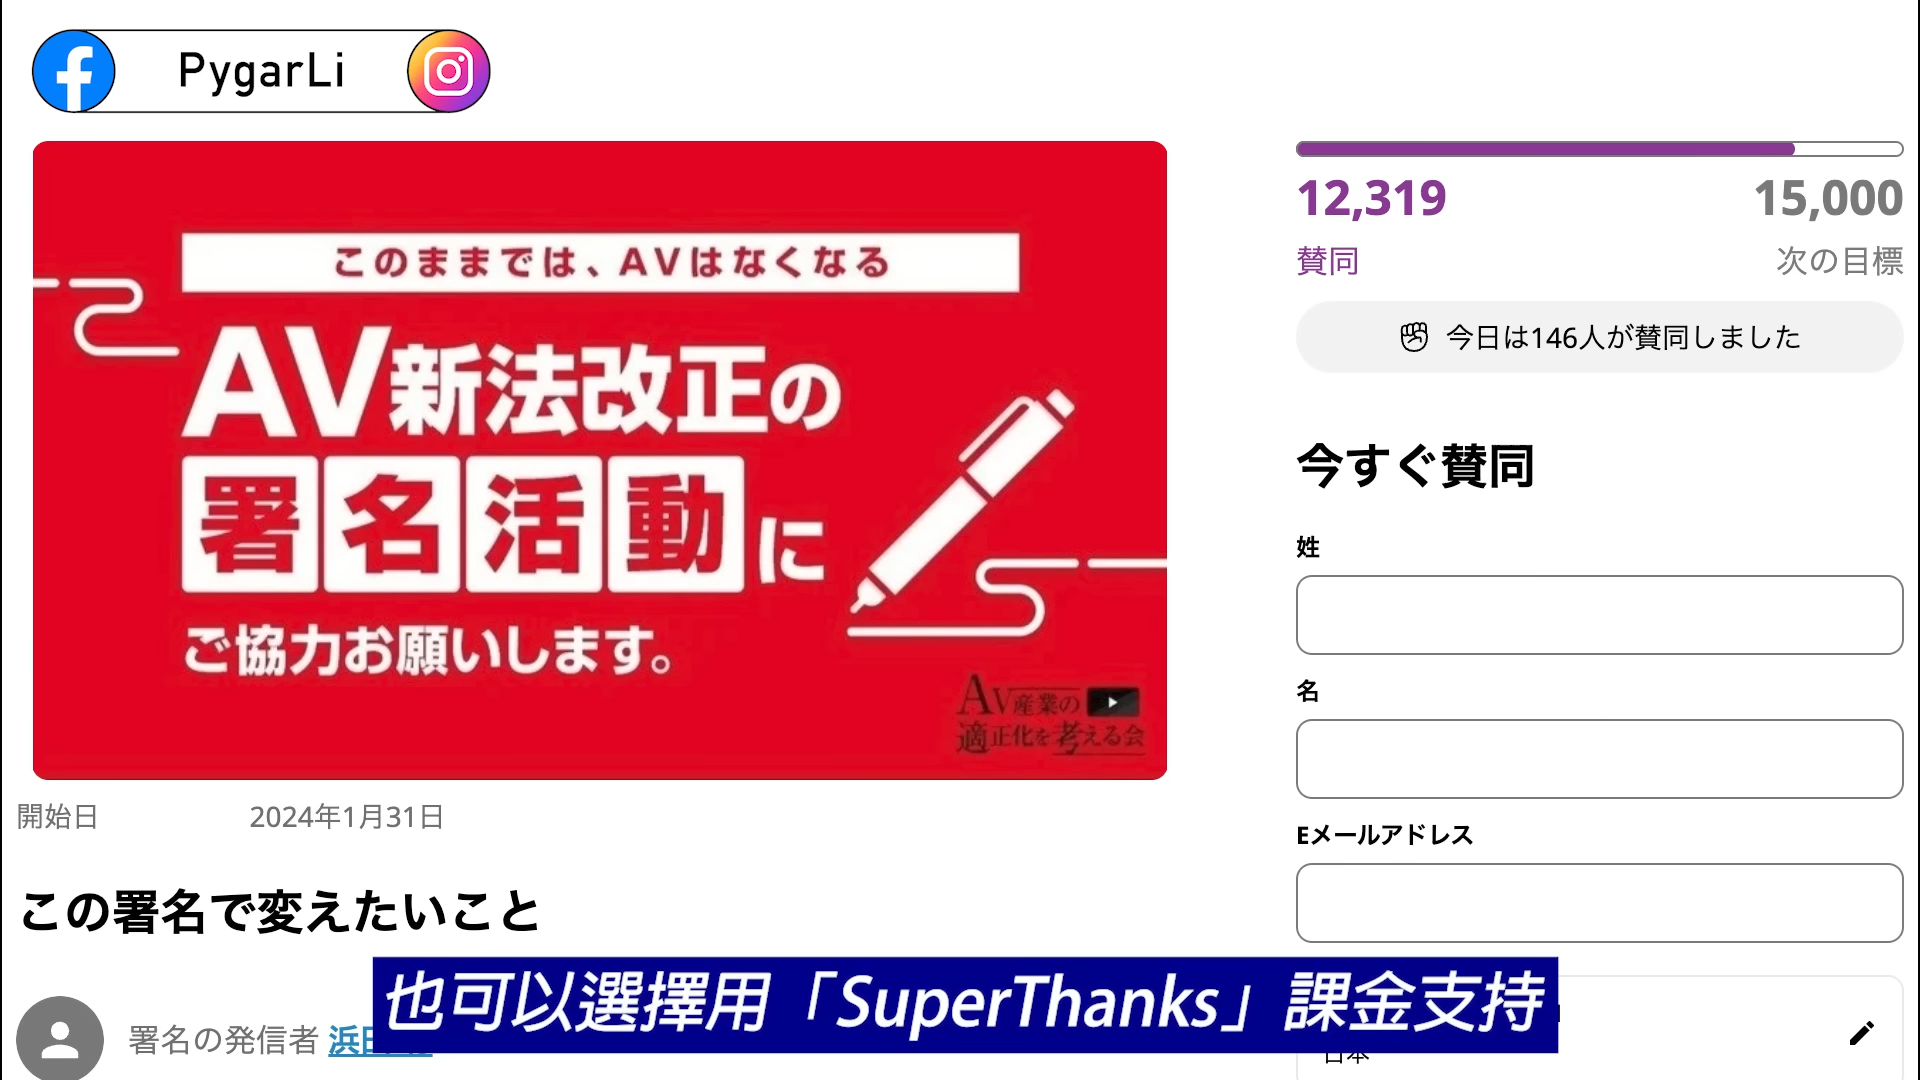 PygarLi
このままでは、AVはなくなる
AV新法改正の
署名活動に
ご協力お願いします。
AV産業の
適正化を考える会
開始日 2024年1月31日
この署名で変えたいこと
署名の発信者
12,319 15,000
賛同 次の目標
今日は146人が賛同しました
今すぐ賛同
姓
名
Eメールアドレス
日本
也可以選擇用「SuperThanks」課金支持